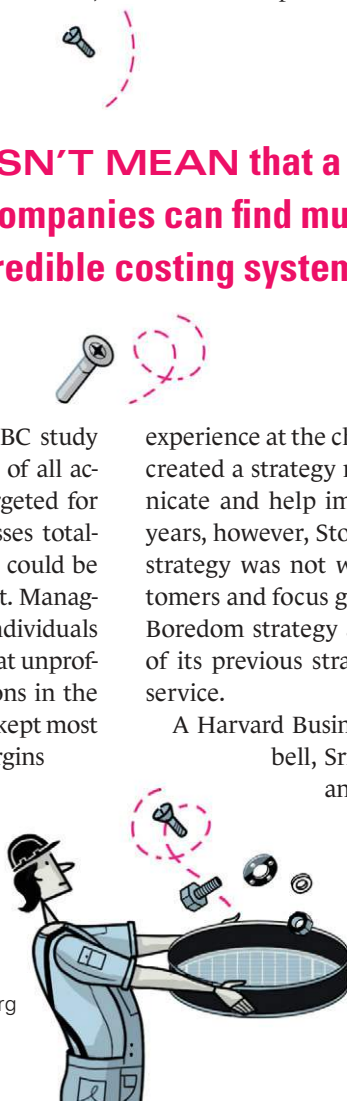 SN'T MEAN that a
ompanies can find mu
redible costing system
BC study
of all ac-
rgeted for
sses total-
could be
t. Manag-
ndividuals
at unprof-
ons in the
kept most
rgins
experience at the cl
created a strategy
nicate and help im
years, however, Sto
strategy was not w
tomers and focus g
Boredom strategy
of its previous stra
service.
A Harvard Busin
bell, Sr
an
rg